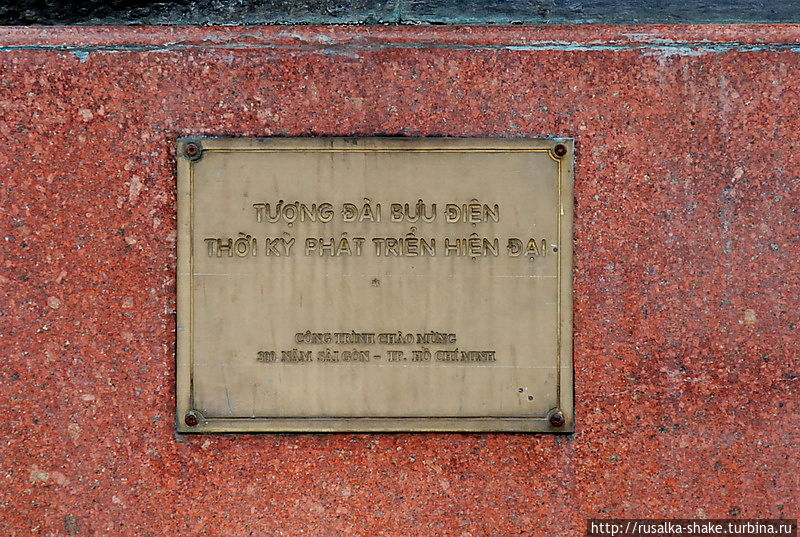 TƯỢNG ĐÀI BƯU ĐIỆN
THỜI KỲ PHÁT TRIỂN HIỆN ĐẠI
*
CÔNG TRÌNH CHÀO MỪNG
300 NĂM SÀI GÒN - TP. HỒ CHÍ MINH
http://rusalka-shake.turbina.ru